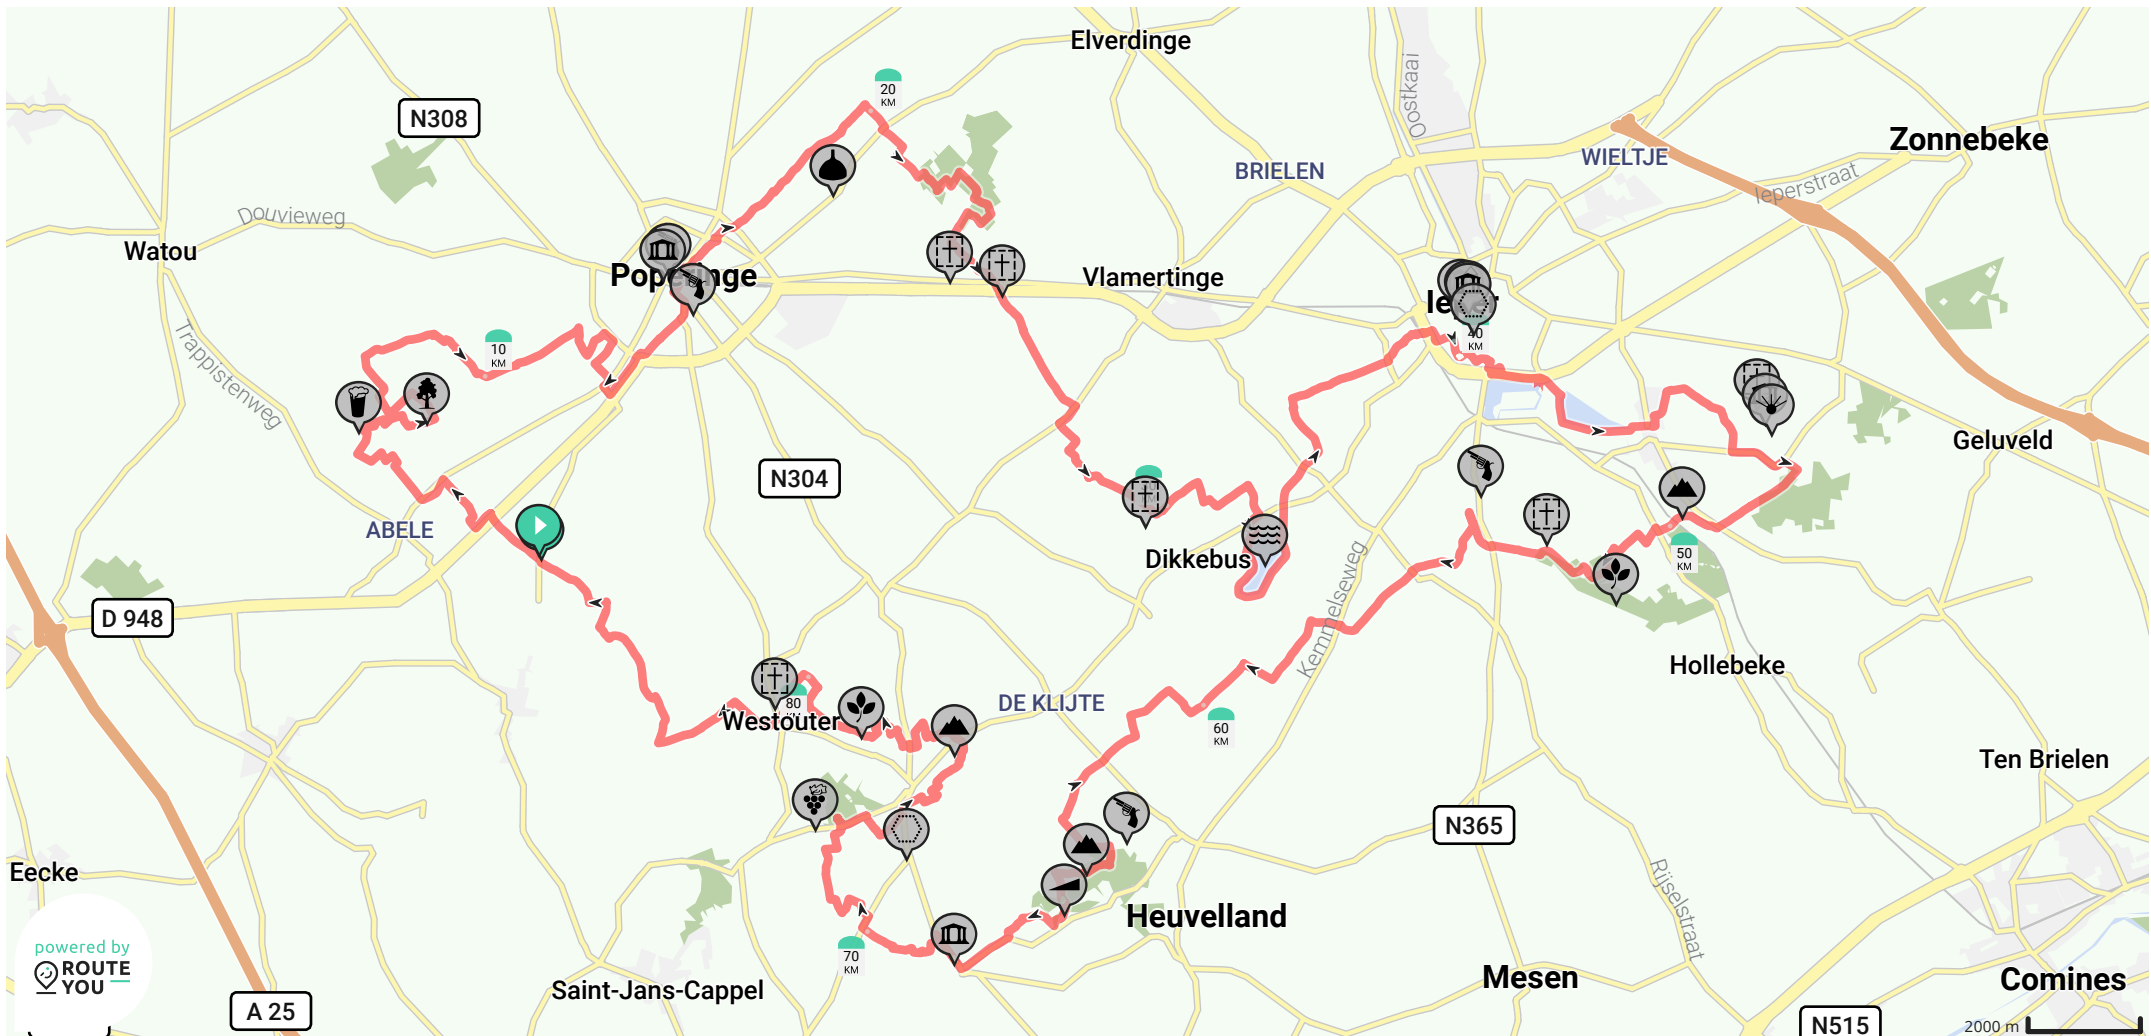 Elverdinge
20
KM
Oostkaai
N308
Zonnebeke
WIELTJE
BRIELEN
Ieperstraat
Douvieweg
Watou
Poperinge
Vlamertinge
Ieper
Trappistenweg
10
KM
40
KM
Geluveld
N304
ABELE
Dikkebus
50
KM
Kemmelseweg
D 948
Hollebeke
DE KLIJTE
80
Westouter
60
KM
Ten Brielen
N365
Eecke
Rijselstraat
Heuvelland
powered by
ROUTE
YOU
70
KM
Mesen
Comines
Saint-Jans-Cappel
A 25
N515
2000 m